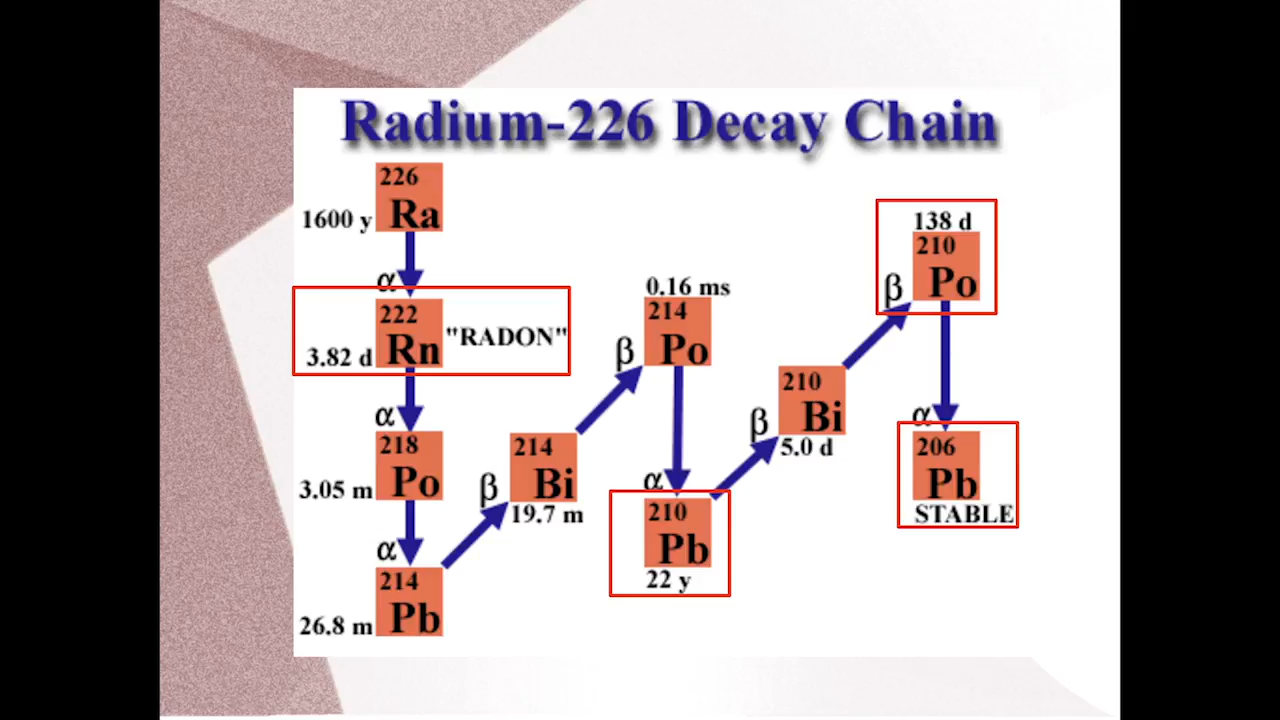 Radium-226 Decay Chain
226
Ra
1600 y
α
222
Rn
"RADON"
3.82 d
α
218
Po
3.05 m
α
214
Pb
26.8 m
β
214
Bi
19.7 m
β
0.16 ms
214
Po
α
210
Pb
22 y
β
210
Bi
5.0 d
β
138 d
210
Po
α
206
Pb
STABLE